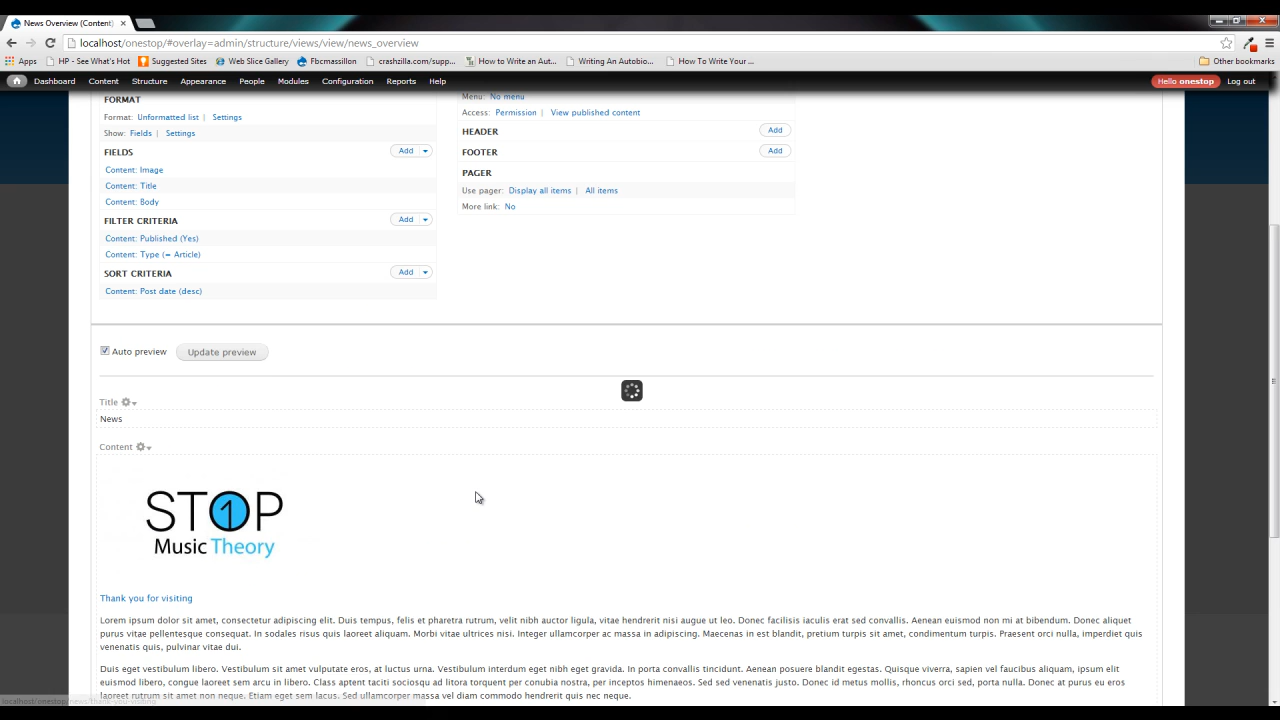 News Overview (Content)
localhost/onestop/#overlay=admin/structure/views/view/news_overview
Apps HP - See What's Hot Suggested Sites Web Slice Gallery Fbcmassillon crashzilla.com/supp... How to Write an Aut... Writing An Autobio... How To Write Your ... Other bookmarks
Dashboard Content Structure Appearance People Modules Configuration Reports Help Hello onestop Log out
Menu: No menu
FORMAT
Access: Permission | View published content
Format: Unformatted list | Settings
HEADER Add
Show: Fields | Settings
FIELDS Add
FOOTER Add
Content: Image
PAGER
Content: Title
Use pager: Display all items | All items
Content: Body
More link: No
FILTER CRITERIA Add
Content: Published (Yes)
Content: Type (= Article)
SORT CRITERIA Add
Content: Post date (desc)
Auto preview Update preview
Title
News
Content
ST1P
Music Theory
Thank you for visiting
Lorem ipsum dolor sit amet, consectetur adipiscing elit. Duis tempus, felis et pharetra rutrum, velit nibh auctor ligula, vitae hendrerit nisi augue ut leo. Donec facilisis iaculis erat sed convallis. Aenean euismod non mi at bibendum. Donec aliquet
purus vitae pellentesque consequat. In sodales risus quis laoreet aliquam. Morbi vitae ultrices nisi. Integer ullamcorper ac massa in adipiscing. Maecenas in est blandit, pretium turpis sit amet, condimentum turpis. Praesent orci nulla, imperdiet quis
venenatis quis, pulvinar vitae dui.
Duis eget vestibulum libero. Vestibulum sit amet vulputate eros, at luctus urna. Vestibulum interdum eget nibh eget gravida. In porta convallis tincidunt. Aenean posuere blandit egestas. Quisque viverra, sapien vel faucibus aliquam, ipsum elit
euismod libero, congue laoreet sem arcu in libero. Class aptent taciti sociosqu ad litora torquent per conubia nostra, per inceptos himenaeos. Sed sed venenatis justo. Donec id metus mollis, rhoncus orci sed, porta nulla. Donec at purus eu eros
laoreet rutrum sit amet non neque. Etiam eget sem lacus. Sed ullamcorper massa vel diam commodo hendrerit quis nec neque.
localhost/onestop/news/thank-you-visiting